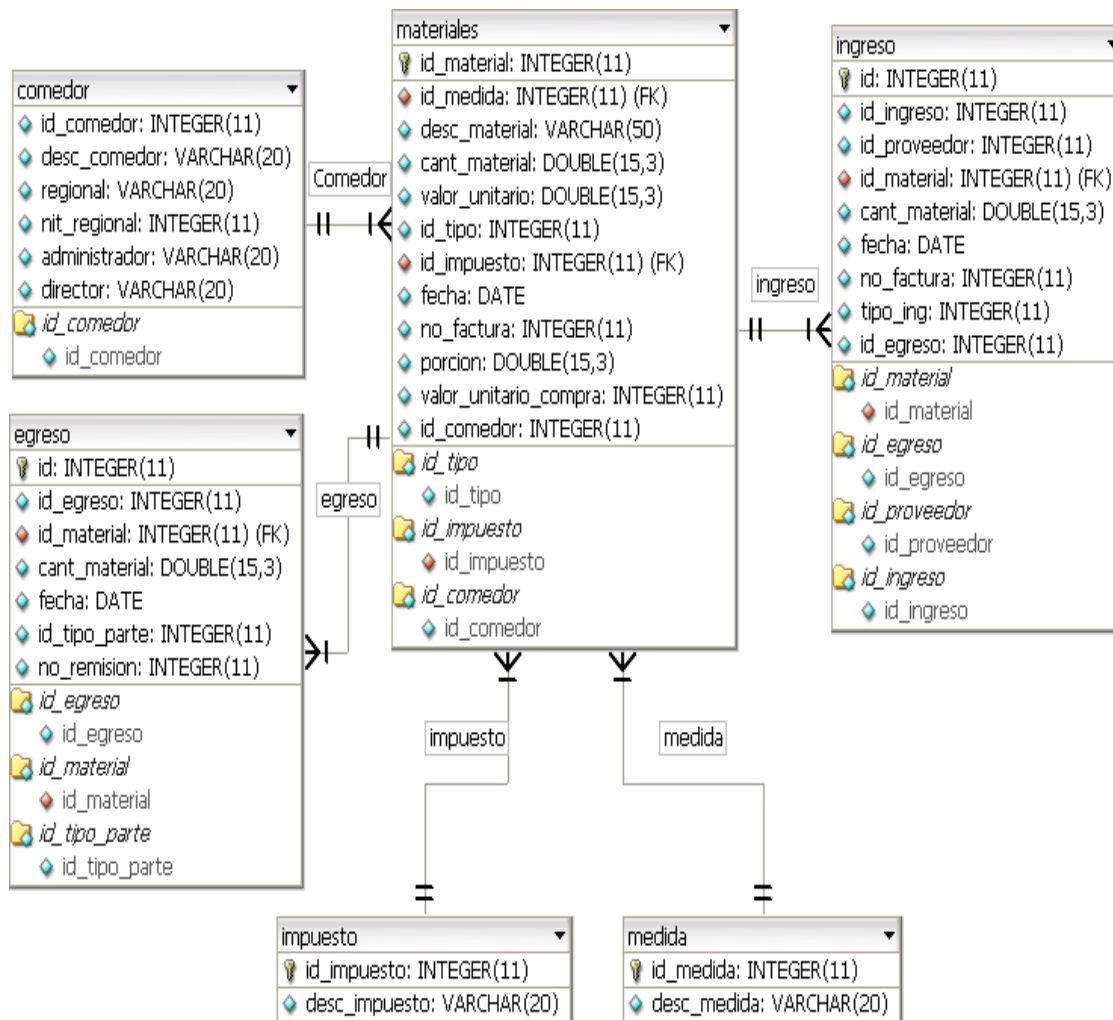 comedor
id_comedor: INTEGER(11)
desc_comedor: VARCHAR(20)
regional: VARCHAR(20)
nit_regional: INTEGER(11)
administrador: VARCHAR(20)
director: VARCHAR(20)
id_comedor
id_comedor
Comedor
materiales
id_material: INTEGER(11)
id_medida: INTEGER(11) (FK)
desc_material: VARCHAR(50)
cant_material: DOUBLE(15,3)
valor_unitario: DOUBLE(15,3)
id_tipo: INTEGER(11)
id_impuesto: INTEGER(11) (FK)
fecha: DATE
no_factura: INTEGER(11)
porcion: DOUBLE(15,3)
valor_unitario_compra: INTEGER(11)
id_comedor: INTEGER(11)
id_tipo
id_tipo
id_impuesto
id_impuesto
id_comedor
id_comedor
ingreso
ingreso
id: INTEGER(11)
id_ingreso: INTEGER(11)
id_proveedor: INTEGER(11)
id_material: INTEGER(11) (FK)
cant_material: DOUBLE(15,3)
fecha: DATE
no_factura: INTEGER(11)
tipo_ing: INTEGER(11)
id_egreso: INTEGER(11)
id_material
id_material
id_egreso
id_egreso
id_proveedor
id_proveedor
id_ingreso
id_ingreso
egreso
id: INTEGER(11)
id_egreso: INTEGER(11)
id_material: INTEGER(11) (FK)
cant_material: DOUBLE(15,3)
fecha: DATE
id_tipo_parte: INTEGER(11)
no_remision: INTEGER(11)
id_egreso
id_egreso
id_material
id_material
id_tipo_parte
id_tipo_parte
egreso
impuesto
medida
impuesto
id_impuesto: INTEGER(11)
desc_impuesto: VARCHAR(20)
medida
id_medida: INTEGER(11)
desc_medida: VARCHAR(20)